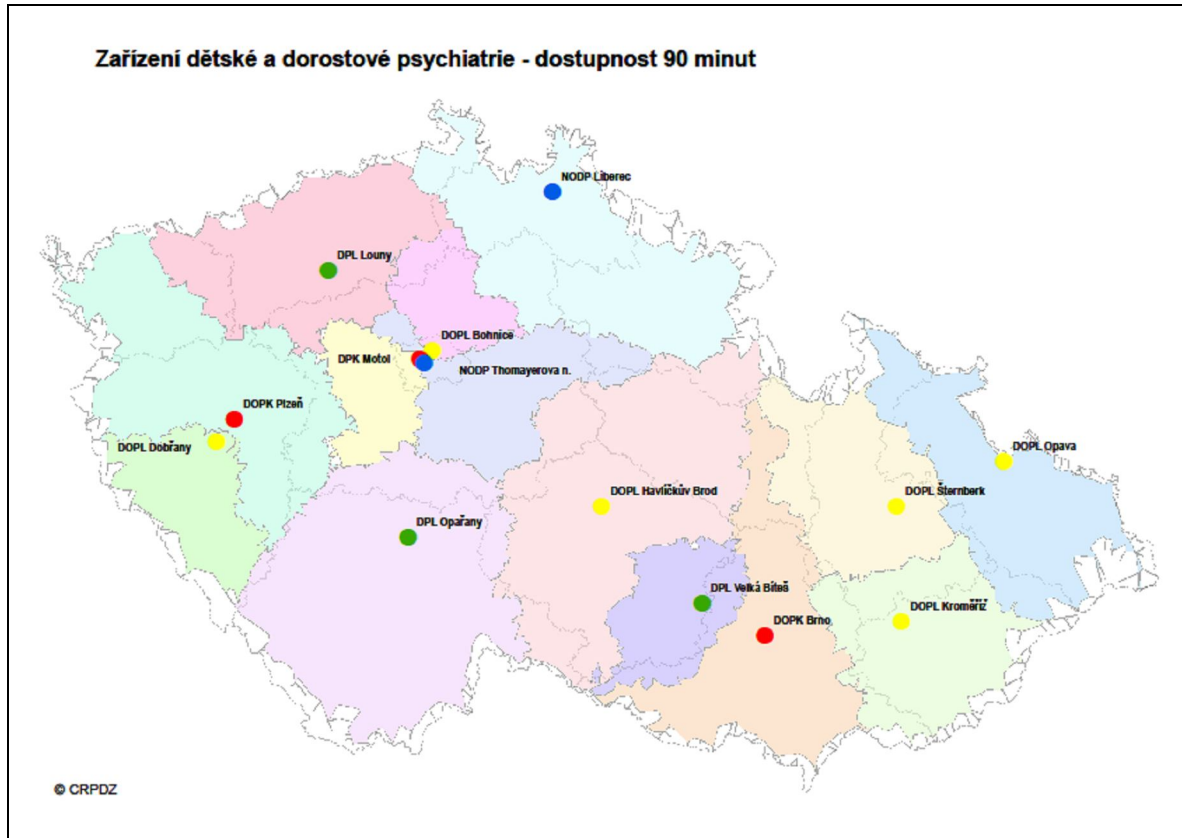 Zařízení dětské a dorostové psychiatrie - dostupnost 90 minut
NODP Liberec
DPL Louny
DOPL Bohnice
DPK Motol
NODP Thomayerova n.
DOPK Plzeň
DOPL Dobřany
DOPL Opava
DOPL Havlíčkův Brod
DOPL Šternberk
DPL Opařany
DPL Velká Bíteš
DOPL Kroměříž
DOPK Brno
© CRPDZ